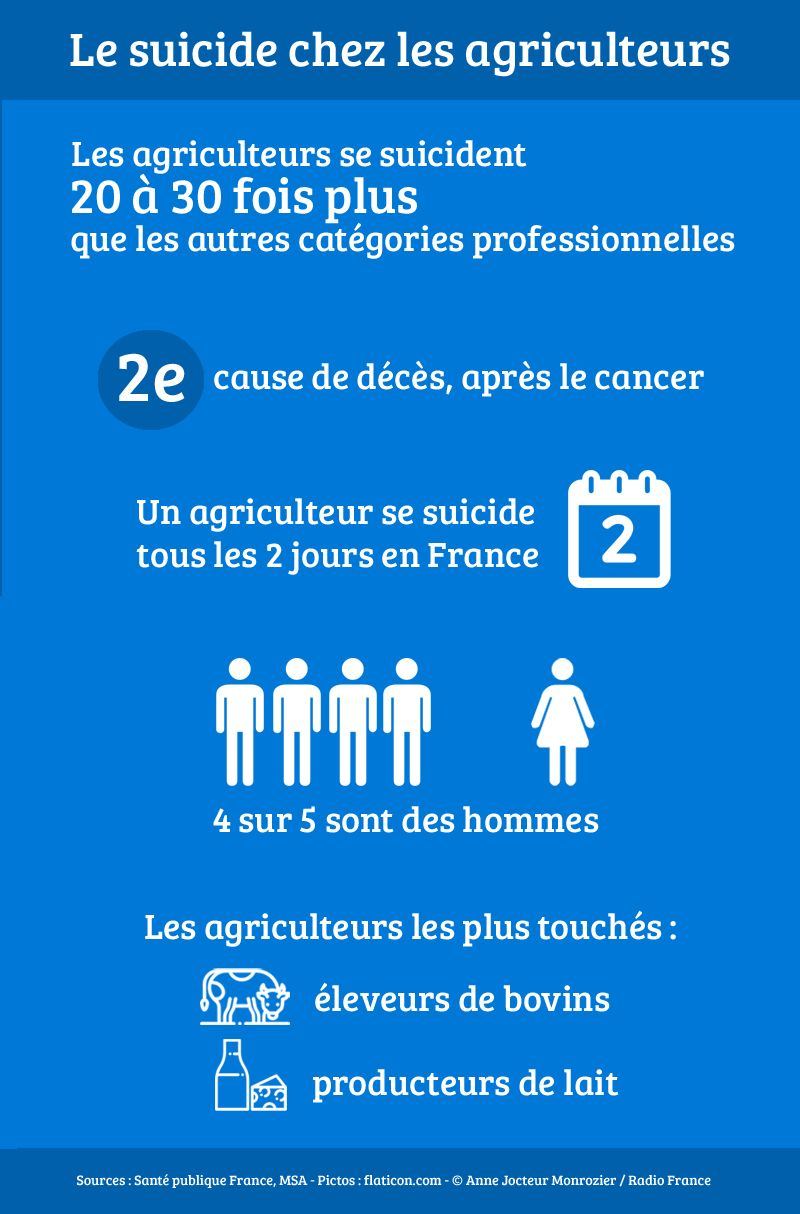 Le suicide chez les agriculteurs
Les agriculteurs se suicident
20 à 30 fois plus
que les autres catégories professionnelles
2e cause de décès, après le cancer
Un agriculteur se suicide
tous les 2 jours en France
2
4 sur 5 sont des hommes
Les agriculteurs les plus touchés :
éleveurs de bovins
producteurs de lait
Sources : Santé publique France, MSA - Pictos : flaticon.com - © Anne Jocteur Monrozier / Radio France